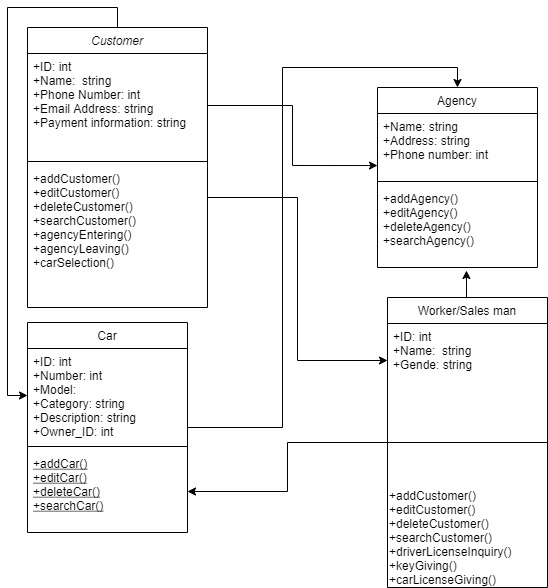 Customer
+ID: int
+Name:  string
+Phone Number: int
+Email Address: string
+Payment information: string
+addCustomer()
+editCustomer()
+deleteCustomer()
+searchCustomer()
+agencyEntering()
+agencyLeaving()
+carSelection()
Agency
+Name: string
+Address: string
+Phone number: int
+addAgency()
+editAgency()
+deleteAgency()
+searchAgency()
Car
+ID: int
+Number: int
+Model:
+Category: string
+Description: string
+Owner_ID: int
+addCar()
+editCar()
+deleteCar()
+searchCar()
Worker/Sales man
+ID: int
+Name:  string
+Gende: string
+addCustomer()
+editCustomer()
+deleteCustomer()
+searchCustomer()
+driverLicenseInquiry()
+keyGiving()
+carLicenseGiving()